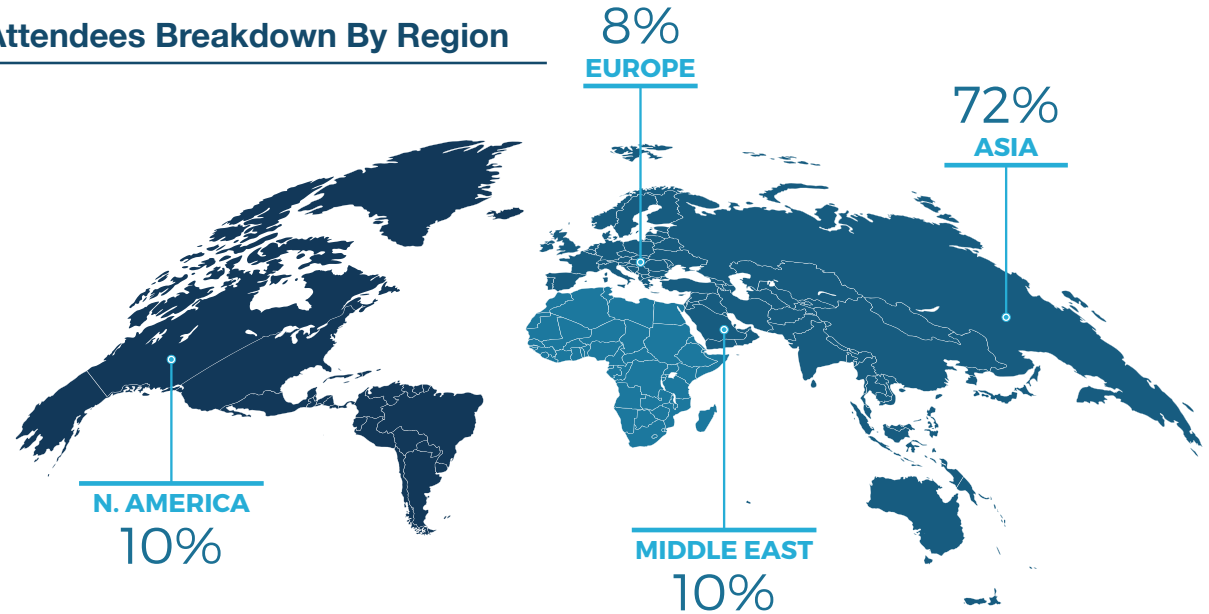 Attendees Breakdown By Region
8%
EUROPE
72%
ASIA
N. AMERICA
10%
MIDDLE EAST
10%